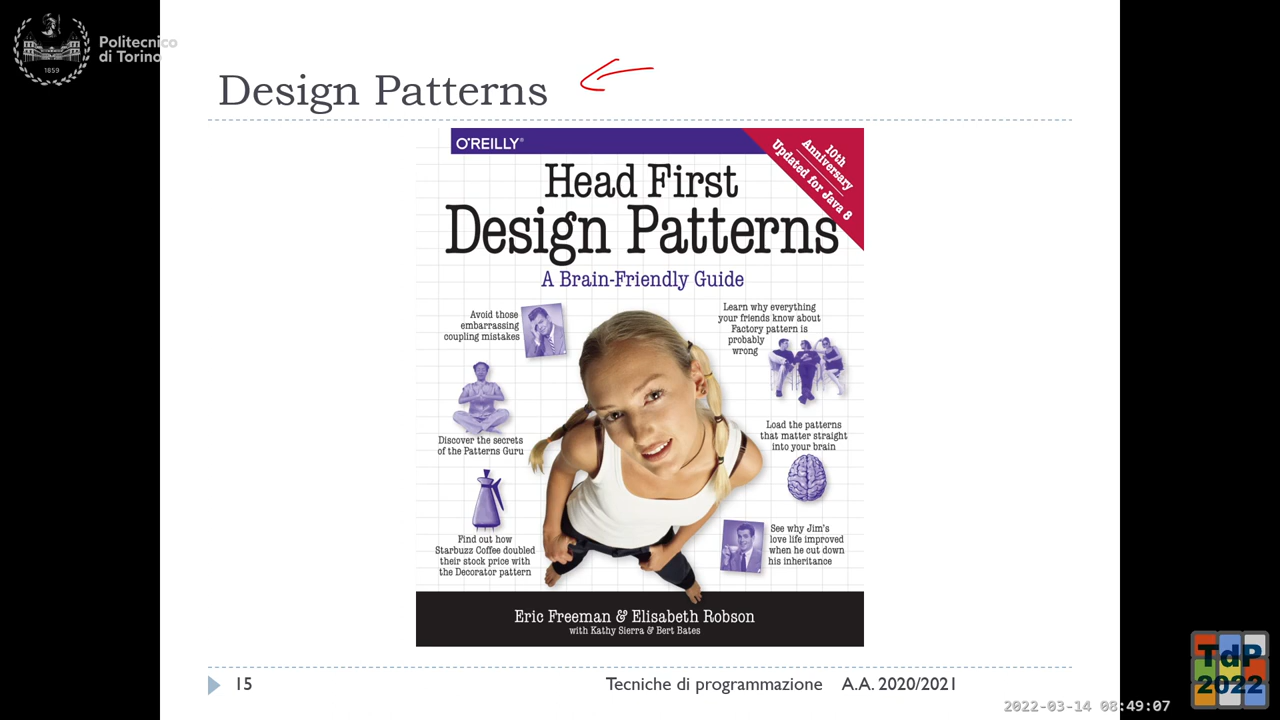 Politecnico
di Torino
1859
Design Patterns
O'REILLY®
10th
Anniversary
Updated for Java 8
Head First
Design Patterns
A Brain-Friendly Guide
Avoid those
embarrassing
coupling mistakes
Learn why everything
your friends know about
Factory pattern is
probably
wrong
Discover the secrets
of the Patterns Guru
Load the patterns
that matter straight
into your brain
Find out how
Starbuzz Coffee doubled
their stock price with
the Decorator pattern
See why Jim's
love life improved
when he cut down
his inheritance
Eric Freeman & Elisabeth Robson
with Kathy Sierra & Bert Bates
15
Tecniche di programmazione A.A. 2020/2021
TdP
2022
2022-03-14 08:49:07